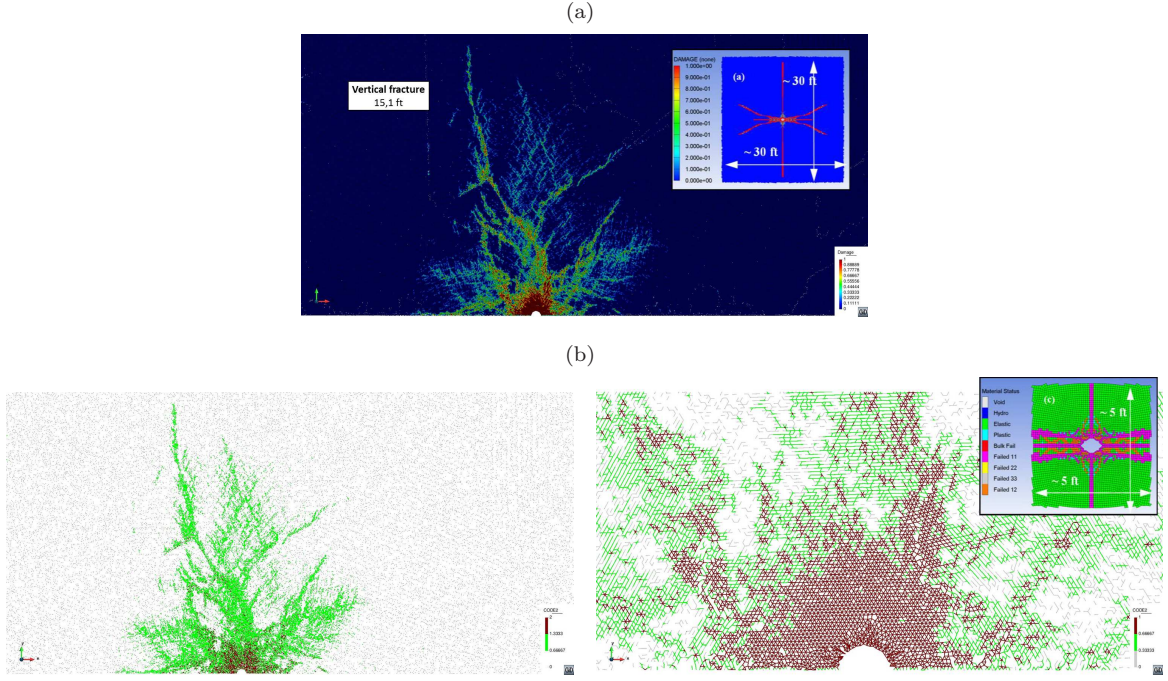 (a)
Vertical fracture
15,1 ft
DAMAGE (none)
1.000e+00
9.000e-01
8.000e-01
7.000e-01
6.000e-01
5.000e-01
4.000e-01
3.000e-01
2.000e-01
1.000e-01
0.000e+00
(a)
~ 30 ft
~ 30 ft
Damage
1
0.88889
0.77778
0.66667
0.55556
0.44444
0.33333
0.22222
0.11111
0
(b)
CODE2
2
1.3333
0.66667
0
Material Status
Void
Hydro
Elastic
Plastic
Bulk Fail
Failed 11
Failed 22
Failed 33
Failed 12
(c)
~ 5 ft
~ 5 ft
CODE2
1
0.66667
0.33333
0